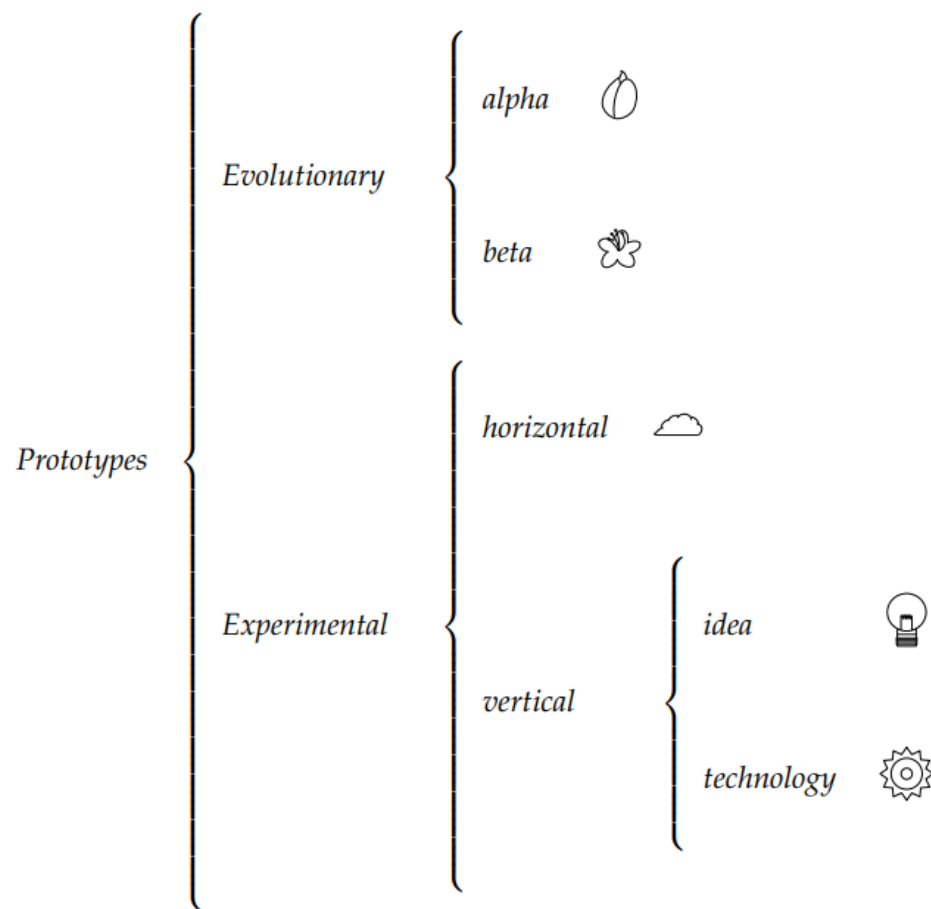 alpha
Evolutionary
beta
horizontal
Prototypes
Experimental
idea
vertical
technology